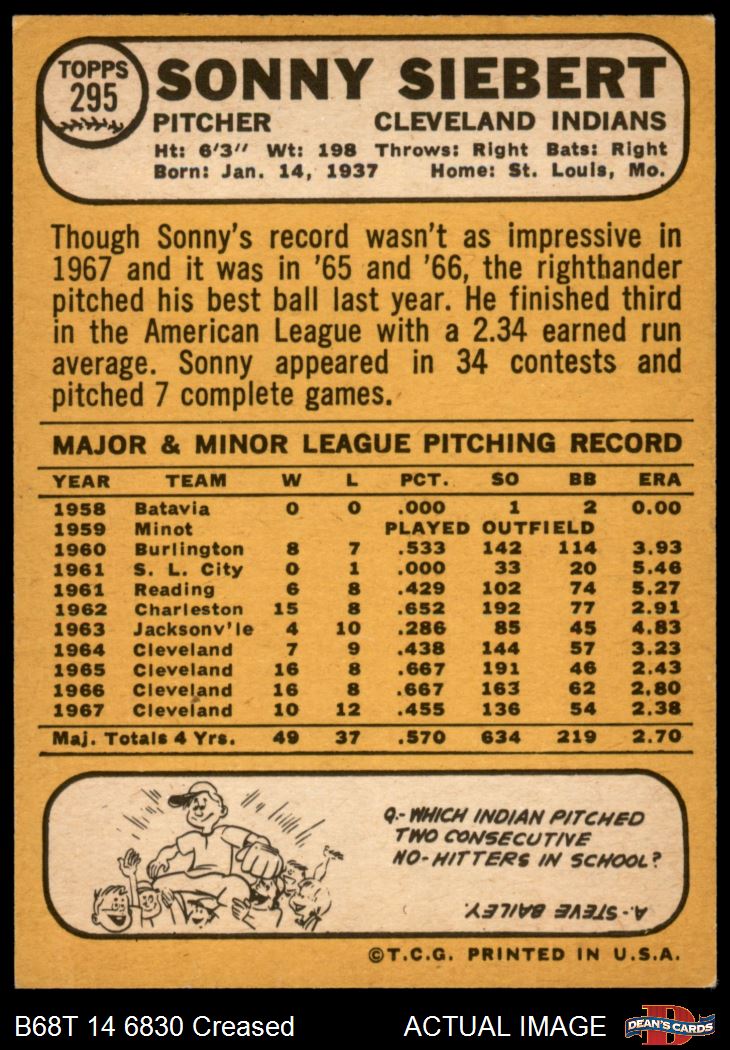 TOPPS
295
SONNY SIEBERT
PITCHER CLEVELAND INDIANS
Ht: 6'3" Wt: 198 Throws: Right Bats: Right
Born: Jan. 14, 1937 Home: St. Louis, Mo.
Though Sonny's record wasn't as impressive in
1967 and it was in '65 and '66, the righthander
pitched his best ball last year. He finished third
in the American League with a 2.34 earned run
average. Sonny appeared in 34 contests and
pitched 7 complete games.
MAJOR & MINOR LEAGUE PITCHING RECORD
YEAR TEAM W L PCT. SO BB ERA
1958 Batavia 0 0 .000 1 2 0.00
1959 Minot PLAYED OUTFIELD
1960 Burlington 8 7 .533 142 114 3.93
1961 S. L. City 0 1 .000 33 20 5.46
1961 Reading 6 8 .429 102 74 5.27
1962 Charleston 15 8 .652 192 77 2.91
1963 Jacksonv'le 4 10 .286 85 45 4.83
1964 Cleveland 7 9 .438 144 57 3.23
1965 Cleveland 16 8 .667 191 46 2.43
1966 Cleveland 16 8 .667 163 62 2.80
1967 Cleveland 10 12 .455 136 54 2.38
Maj. Totals 4 Yrs. 49 37 .570 634 219 2.70
Q.- WHICH INDIAN PITCHED
TWO CONSECUTIVE
NO-HITTERS IN SCHOOL?
A.- STEVE BAILEY.
©T.C.G. PRINTED IN U.S.A.
B68T 14 6830 Creased ACTUAL IMAGE
D
DEAN'S CARDS